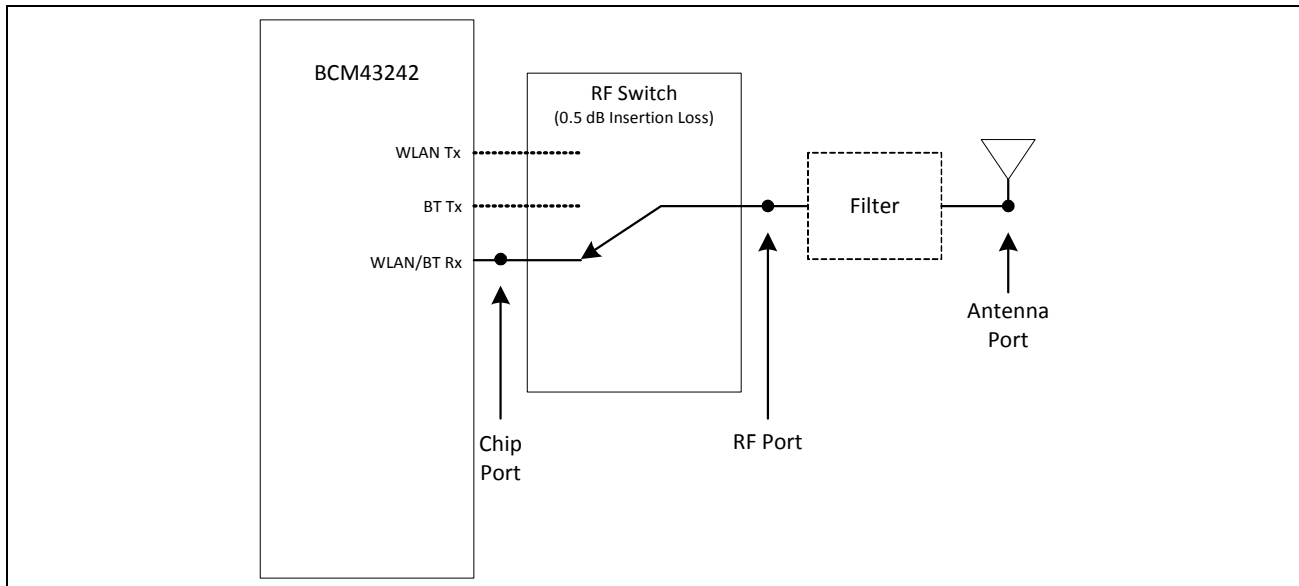 BCM43242
RF Switch
(0.5 dB Insertion Loss)
WLAN Tx
BT Tx
WLAN/BT Rx
Filter
Chip
Port
RF Port
Antenna
Port